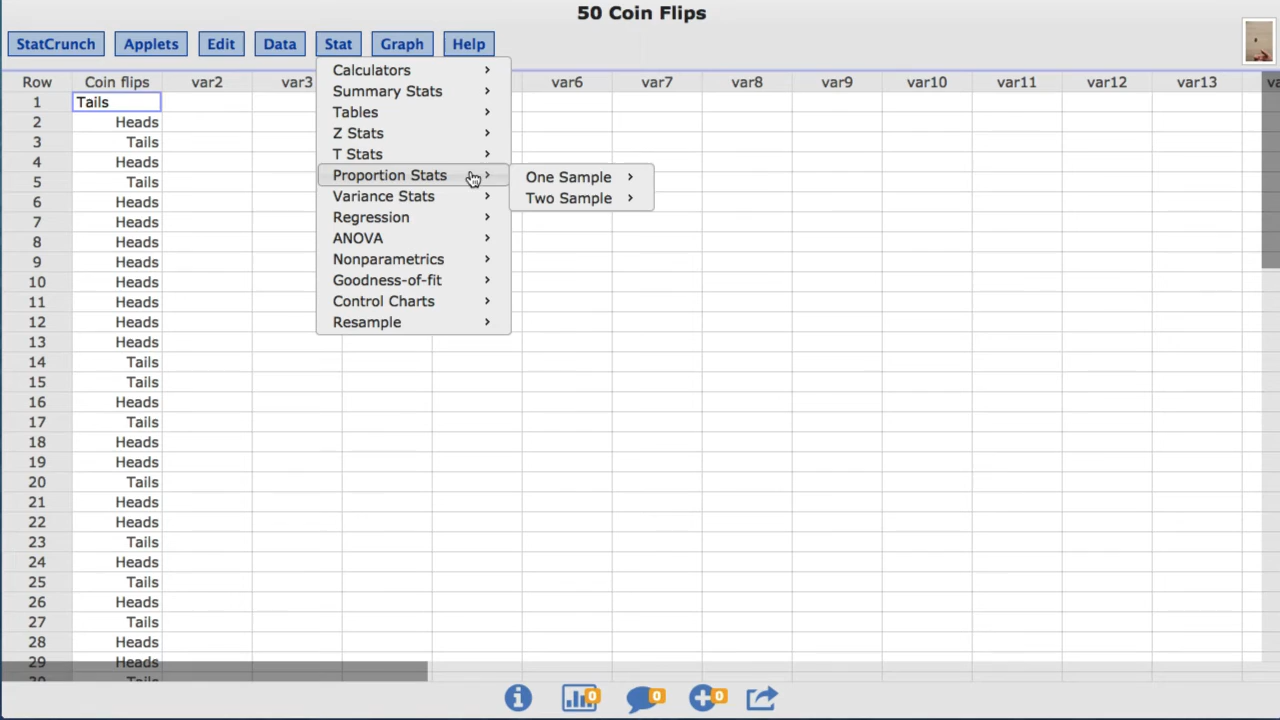 50 Coin Flips
StatCrunch Applets Edit Data Stat Graph Help
Row Coin flips var2 var3 var6 var7 var8 var9 var10 var11 var12 var13
Calculators
Summary Stats
Tables
Z Stats
T Stats
Proportion Stats
Variance Stats
Regression
ANOVA
Nonparametrics
Goodness-of-fit
Control Charts
Resample
One Sample
Two Sample
1 Tails
2 Heads
3 Tails
4 Heads
5 Tails
6 Heads
7 Heads
8 Heads
9 Heads
10 Heads
11 Heads
12 Heads
13 Heads
14 Tails
15 Tails
16 Heads
17 Tails
18 Heads
19 Heads
20 Tails
21 Heads
22 Heads
23 Tails
24 Heads
25 Tails
26 Heads
27 Tails
28 Heads
29 Heads
0 0 0